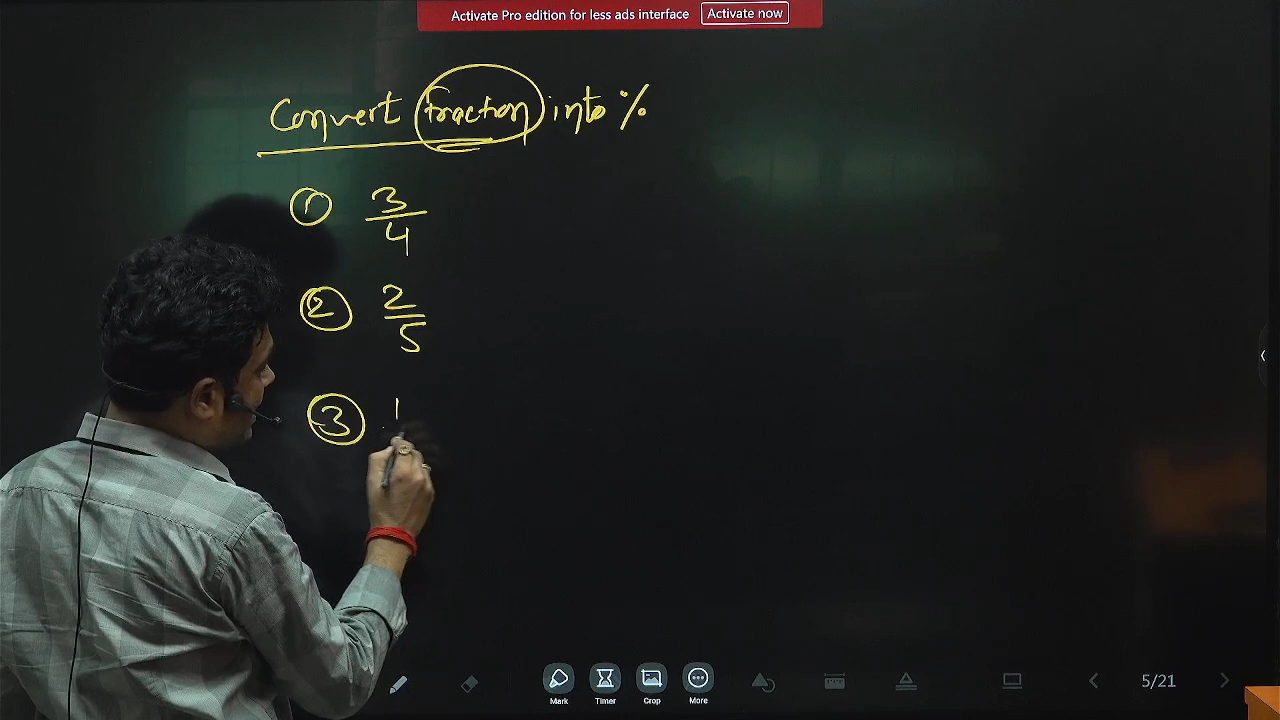 Activate Pro edition for less ads interface Activate now
Convert fraction into %
① 3/4
② 2/5
③ 1
Mark Timer Crop More
5/21